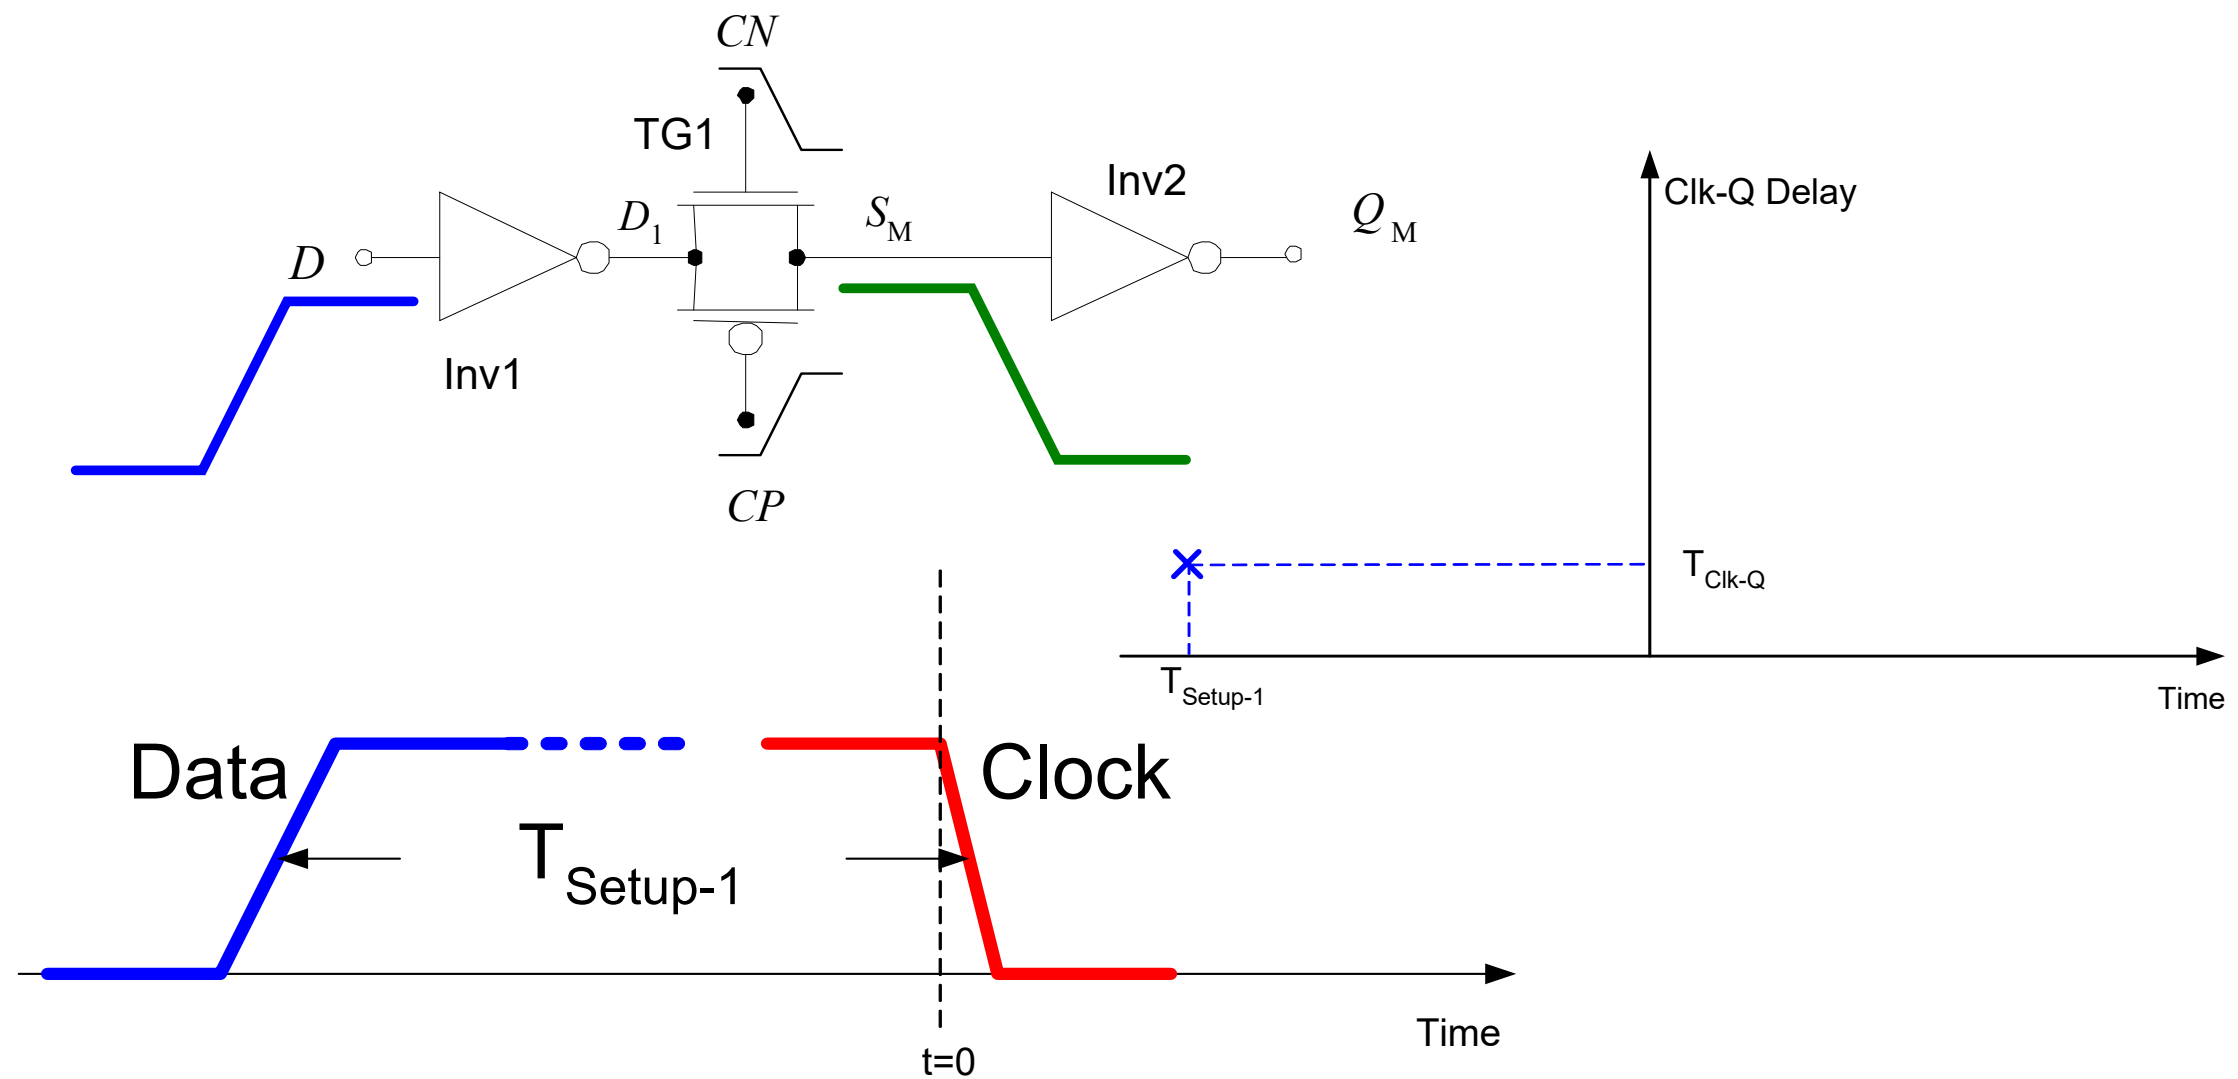 CN
TG1
Inv2
Clk-Q Delay
D
D1
SM
QM
Inv1
CP
TClk-Q
TSetup-1
Time
Data
Clock
TSetup-1
Time
t=0